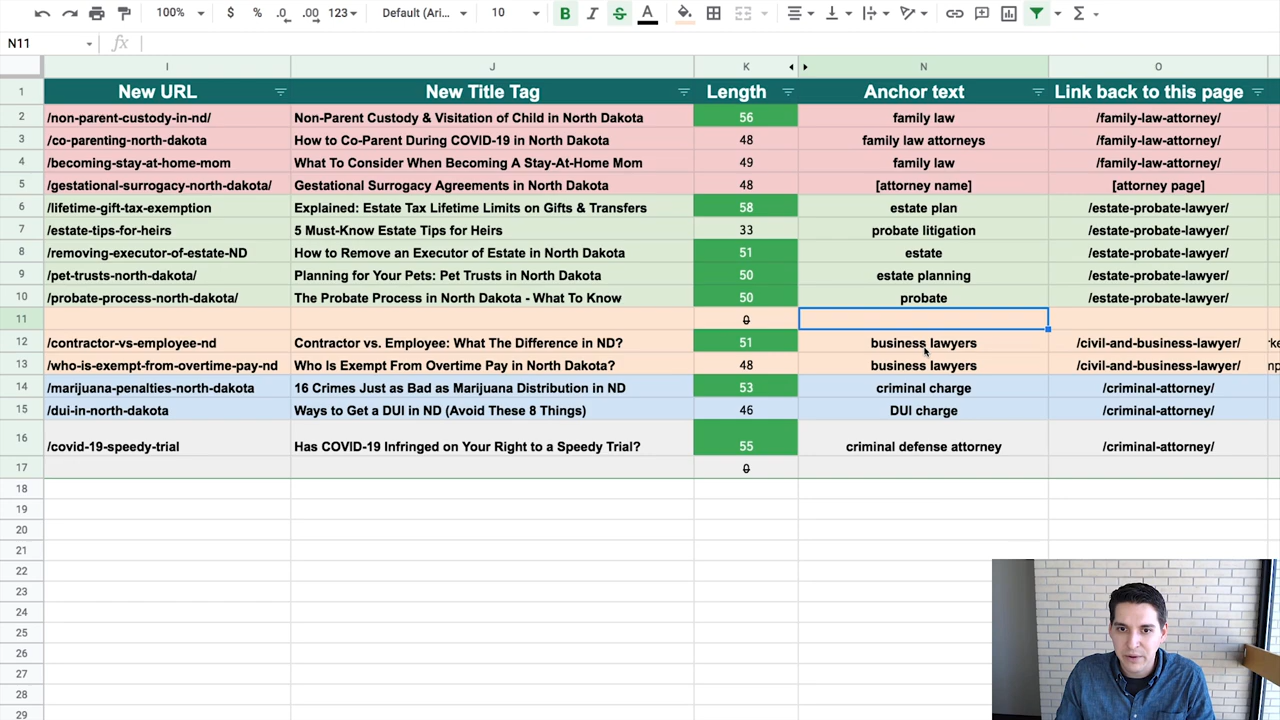 100% $ % .0 .00 123 Default (Ari... 10 B I S A Σ
N11 fx
I J K N O
1 New URL New Title Tag Length Anchor text Link back to this page
2 /non-parent-custody-in-nd/ Non-Parent Custody & Visitation of Child in North Dakota 56 family law /family-law-attorney/
3 /co-parenting-north-dakota How to Co-Parent During COVID-19 in North Dakota 48 family law attorneys /family-law-attorney/
4 /becoming-stay-at-home-mom What To Consider When Becoming A Stay-At-Home Mom 49 family law /family-law-attorney/
5 /gestational-surrogacy-north-dakota/ Gestational Surrogacy Agreements in North Dakota 48 [attorney name] [attorney page]
6 /lifetime-gift-tax-exemption Explained: Estate Tax Lifetime Limits on Gifts & Transfers 58 estate plan /estate-probate-lawyer/
7 /estate-tips-for-heirs 5 Must-Know Estate Tips for Heirs 33 probate litigation /estate-probate-lawyer/
8 /removing-executor-of-estate-ND How to Remove an Executor of Estate in North Dakota 51 estate /estate-probate-lawyer/
9 /pet-trusts-north-dakota/ Planning for Your Pets: Pet Trusts in North Dakota 50 estate planning /estate-probate-lawyer/
10 /probate-process-north-dakota/ The Probate Process in North Dakota - What To Know 50 probate /estate-probate-lawyer/
11 0
12 /contractor-vs-employee-nd Contractor vs. Employee: What The Difference in ND? 51 business lawyers /civil-and-business-lawyer/
13 /who-is-exempt-from-overtime-pay-nd Who Is Exempt From Overtime Pay in North Dakota? 48 business lawyers /civil-and-business-lawyer/
14 /marijuana-penalties-north-dakota 16 Crimes Just as Bad as Marijuana Distribution in ND 53 criminal charge /criminal-attorney/
15 /dui-in-north-dakota Ways to Get a DUI in ND (Avoid These 8 Things) 46 DUI charge /criminal-attorney/
16 /covid-19-speedy-trial Has COVID-19 Infringed on Your Right to a Speedy Trial? 55 criminal defense attorney /criminal-attorney/
17 0
18
19
20
21
22
23
24
25
26
27
28
29